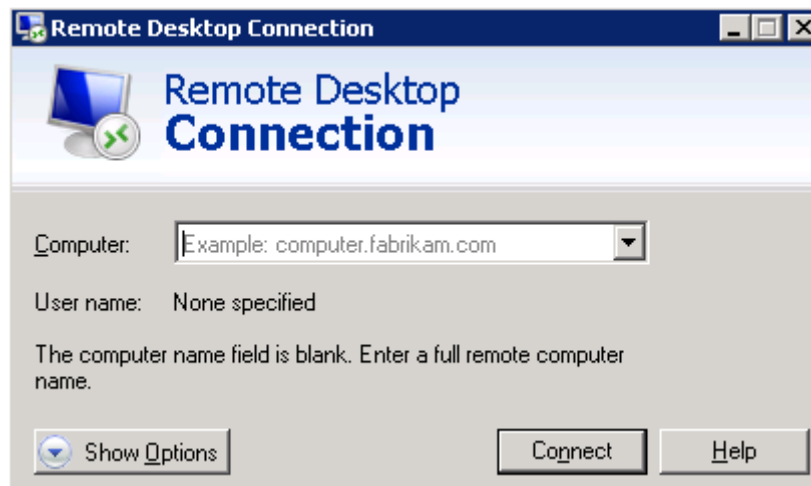 Remote Desktop Connection
Remote Desktop
Connection
Computer: Example: computer.fabrikam.com
User name: None specified
The computer name field is blank. Enter a full remote computer
name.
Show Options Connect Help